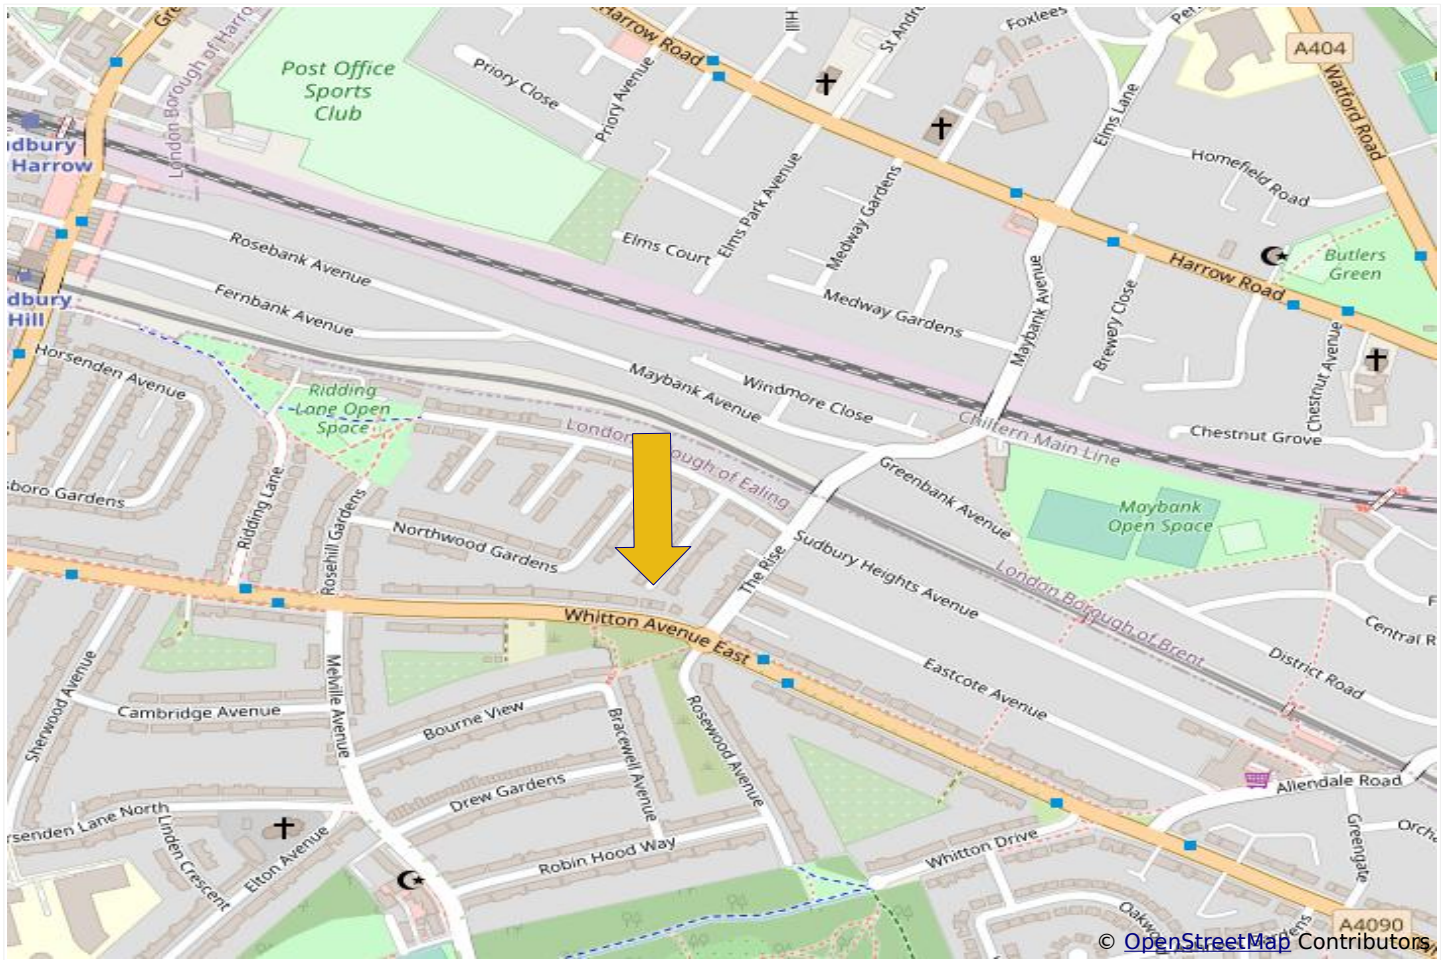 Harrow Road
Hill
St Andre
Foxlees
A404
Watford Road
London Borough of Harro
Post Office
Sports
Club
Priory Close
Priory Avenue
Elms Lane
Homefield Road
Harrow
Elms Park Avenue
Medway Gardens
Elms Court
Butlers
Green
Rosebank Avenue
Harrow Road
Fernbank Avenue
Medway Gardens
Maybank Avenue
Brewery Close
Chestnut Avenue
dbury
Hill
Horsenden Avenue
Ridding
Lane Open
Space
Maybank Avenue
Windmore Close
Chiltern Main Line
Chestnut Grove
London
ough of Ealing
Greenbank Avenue
sboro Gardens
Ridding Lane
Rosehill Gardens
Northwood Gardens
Maybank
Open Space
The Rise
Sudbury Heights Avenue
London Borough of Brent
Whitton Avenue East
Central R
District Road
Eastcote Avenue
Sherwood Avenue
Cambridge Avenue
Melville Avenue
Bourne View
Bracewell Avenue
Rosewood Avenue
Drew Gardens
Allendale Road
rsenden Lane North
Linden Crescent
Elton Avenue
Robin Hood Way
Whitton Drive
Greengate
Orch
Oakw
A4090
© OpenStreetMap Contributors